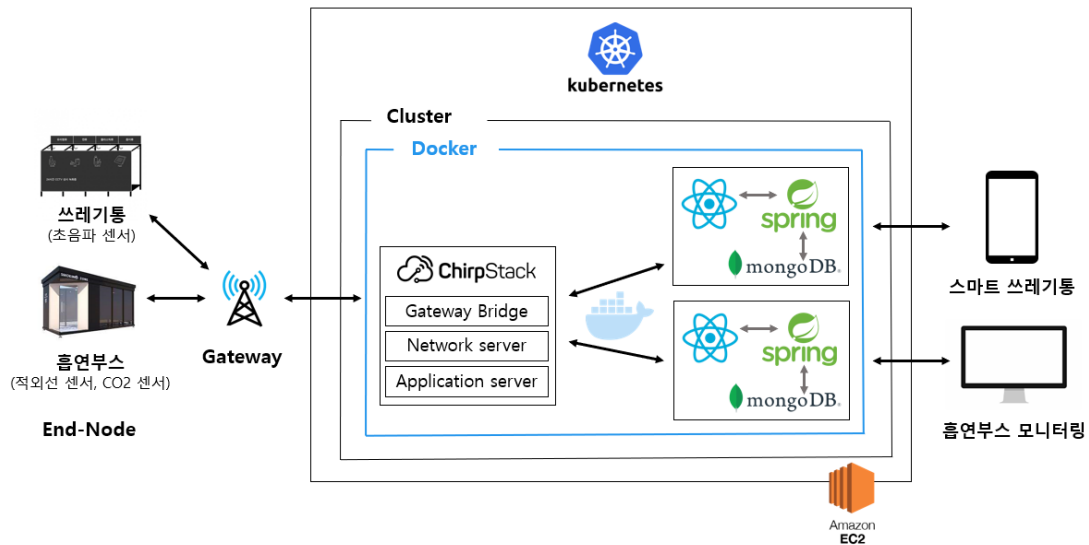 kubernetes
Cluster
Docker
쓰레기통
(초음파 센서)
흡연부스
(적외선 센서, CO2 센서)
End-Node
Gateway
ChirpStack
Gateway Bridge
Network server
Application server
spring
mongoDB®
spring
mongoDB®
스마트 쓰레기통
흡연부스 모니터링
Amazon
EC2